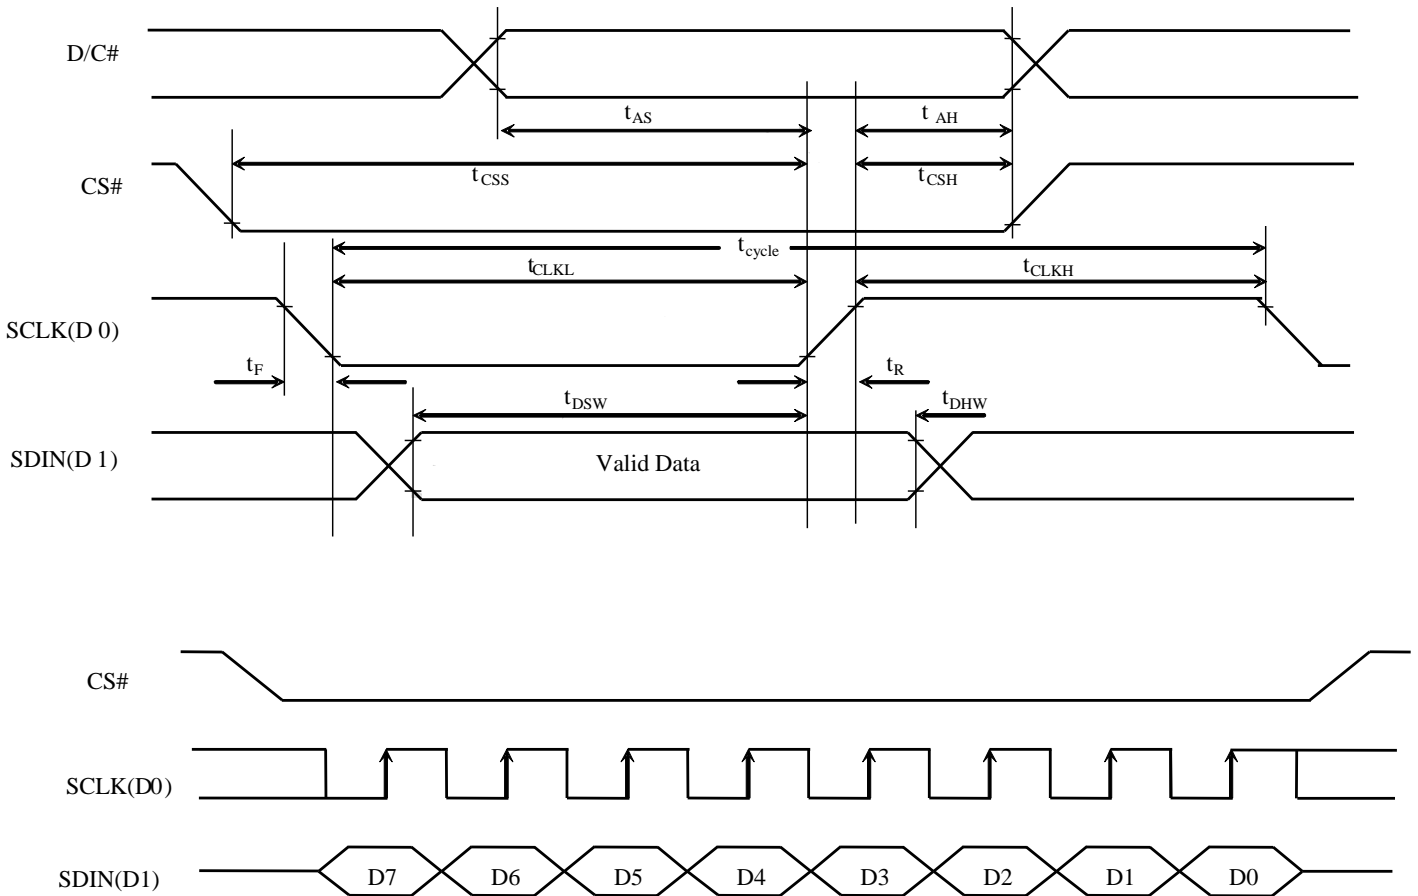 D/C#
tAS
t AH
CS#
tCSS
tCSH
tcycle
tCLKL
tCLKH
SCLK(D 0)
tF
tR
tDSW
tDHW
SDIN(D 1)
Valid Data
CS#
SCLK(D0)
SDIN(D1)
D7 D6 D5 D4 D3 D2 D1 D0